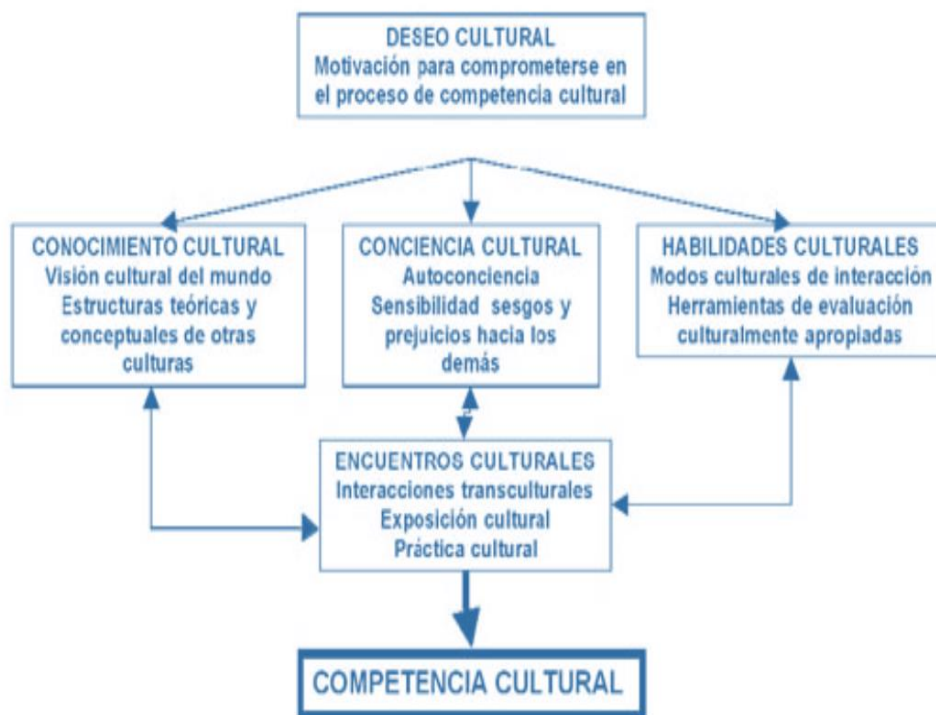 DESEO CULTURAL
Motivación para comprometerse en
el proceso de competencia cultural
CONOCIMIENTO CULTURAL
Visión cultural del mundo
Estructuras teóricas y
conceptuales de otras
culturas
CONCIENCIA CULTURAL
Autoconciencia
Sensibilidad sesgos y
prejuicios hacia los
demás
HABILIDADES CULTURALES
Modos culturales de interacción
Herramientas de evaluación
culturalmente apropiadas
ENCUENTROS CULTURALES
Interacciones transculturales
Exposición cultural
Práctica cultural
COMPETENCIA CULTURAL